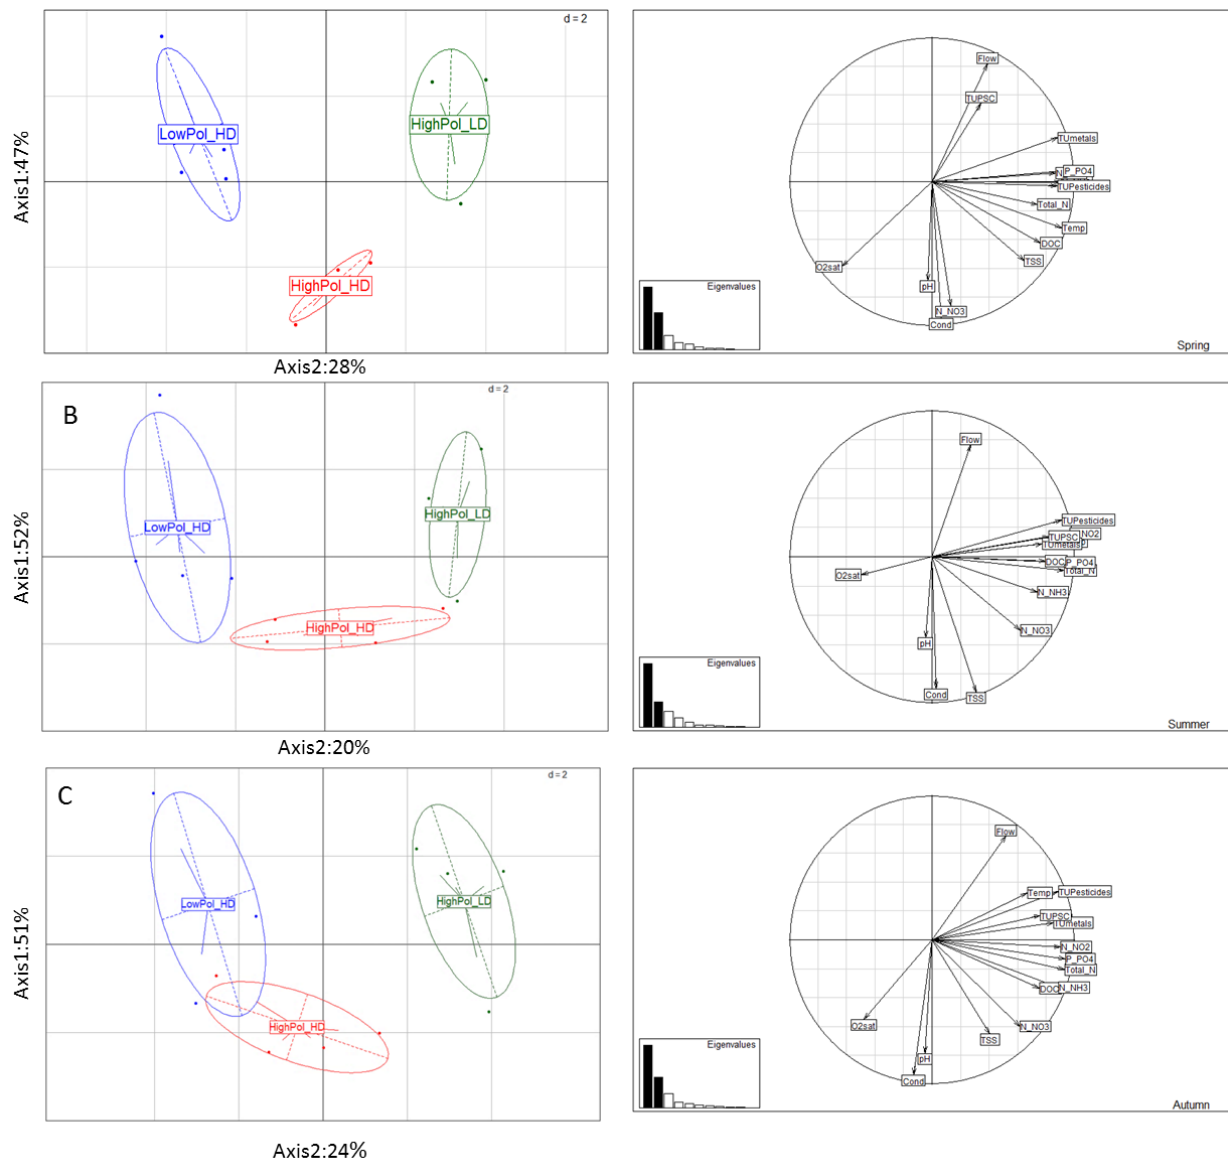 d = 2
LowPol_HD
HighPol_LD
HighPol_HD
Axis1:47%
Axis2:28%
Flow
TUPSC
TUmetals
P_PO4
TUPesticides
Total_N
Temp
DOC
TSS
O2sat
pH
N_NO3
Cond
Eigenvalues
Spring
B
d = 2
LowPol_HD
HighPol_LD
HighPol_HD
Axis1:52%
Axis2:20%
Flow
TUPesticides
TUPSC
NO2
TUmetals
DOC
P_PO4
Total_N
O2sat
N_NH3
N_NO3
pH
Cond
TSS
Eigenvalues
Summer
C
d = 2
LowPol_HD
HighPol_LD
HighPol_HD
Axis1:51%
Axis2:24%
Flow
Temp
TUPesticides
TUPSC
TUmetals
N_NO2
P_PO4
Total_N
DOC
N_NH3
O2sat
N_NO3
TSS
pH
Cond
Eigenvalues
Autumn